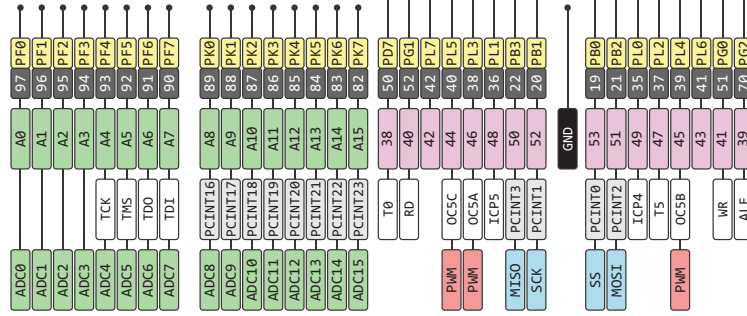 ADC0 A0 97 PF0
ADC1 A1 96 PF1
ADC2 A2 95 PF2
ADC3 A3 94 PF3
ADC4 TCK A4 93 PF4
ADC5 TMS A5 92 PF5
ADC6 TDO A6 91 PF6
ADC7 TDI A7 90 PF7
ADC8 PCINT16 A8 89 PK0
ADC9 PCINT17 A9 88 PK1
ADC10 PCINT18 A10 87 PK2
ADC11 PCINT19 A11 86 PK3
ADC12 PCINT20 A12 85 PK4
ADC13 PCINT21 A13 84 PK5
ADC14 PCINT22 A14 83 PK6
ADC15 PCINT23 A15 82 PK7
T0 38 50 PD7
RD 40 52 PG1
42 42 PL7
PWM OC5C 44 40 PL5
PWM OC5A 46 38 PL3
ICP5 48 36 PL1
MISO PCINT3 50 22 PB3
SCK PCINT1 52 20 PB1
GND
SS PCINT0 53 19 PB0
MOSI PCINT2 51 21 PB2
ICP4 49 35 PL0
T5 47 37 PL2
PWM OC5B 45 39 PL4
43 41 PL6
WR 41 51 PG0
ALE 39 70 PG2